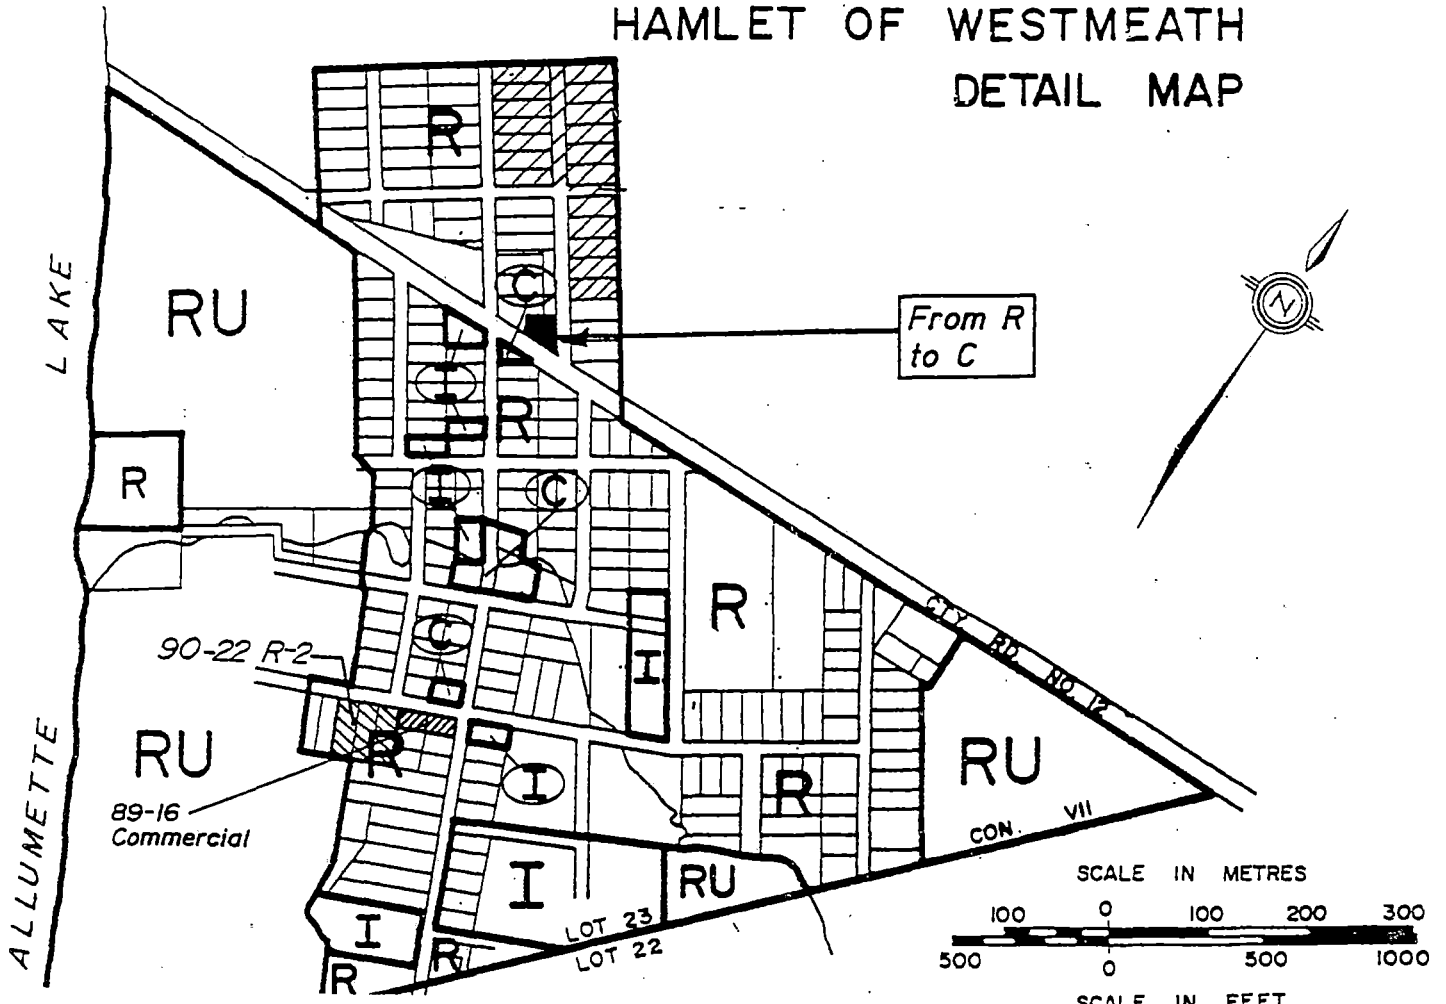 HAMLET OF WESTMEATH
DETAIL MAP
R
RU
LAKE
C
From R
to C
N
I
R
R
I
C
R
C
I
90-22 R-2
CTY. RD. NO. 12
ALLUMETTE
RU
R
I
R
RU
89-16
Commercial
CON. VII
I
RU
I
LOT 23
LOT 22
R
R
SCALE IN METRES
100 0 100 200 300
500 0 500 1000
SCALE IN FEET